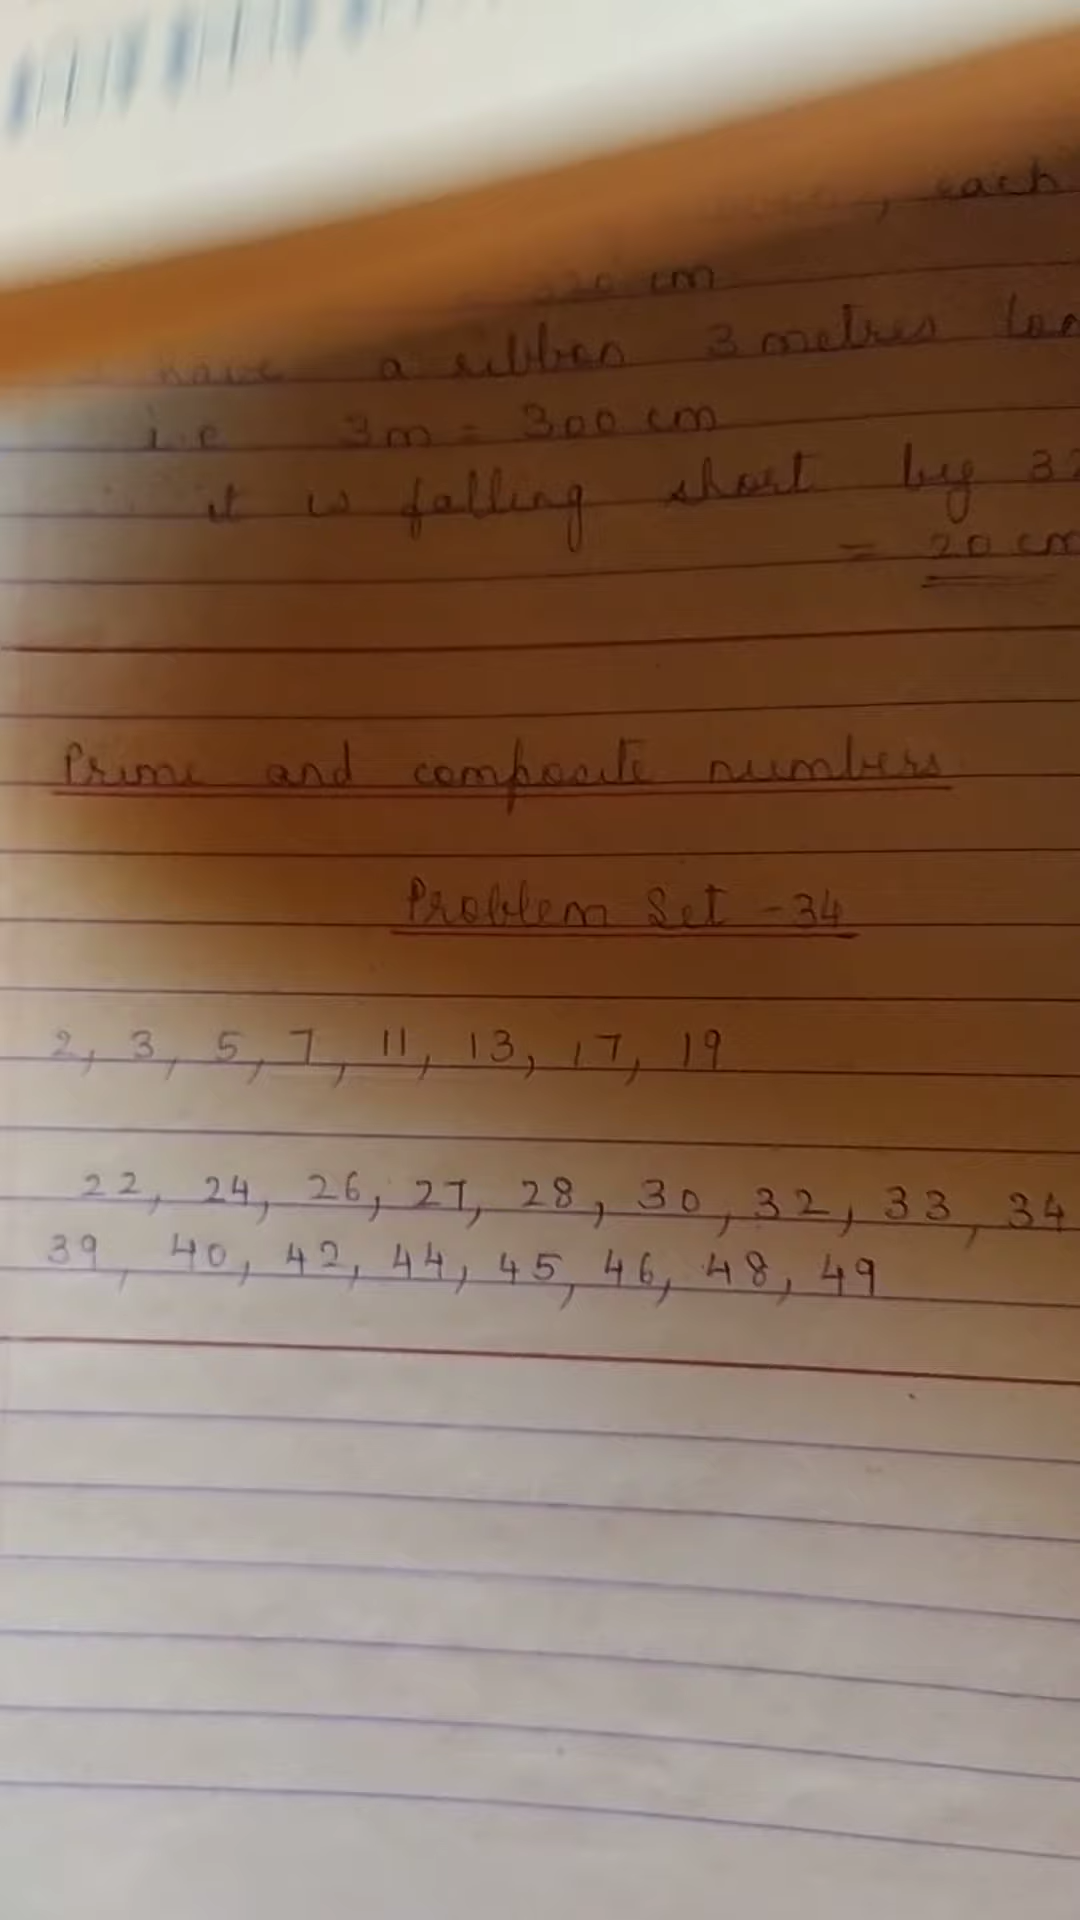 , each
320 cm
have a ribbon 3 metres
i.e 3m = 300 cm
it is falling short by
= 20 cm
Prime and composite numbers
Problem Set - 34
2, 3, 5, 7, 11, 13, 17, 19
22, 24, 26, 27, 28, 30, 32, 33, 34
39, 40, 42, 44, 45, 46, 48, 49